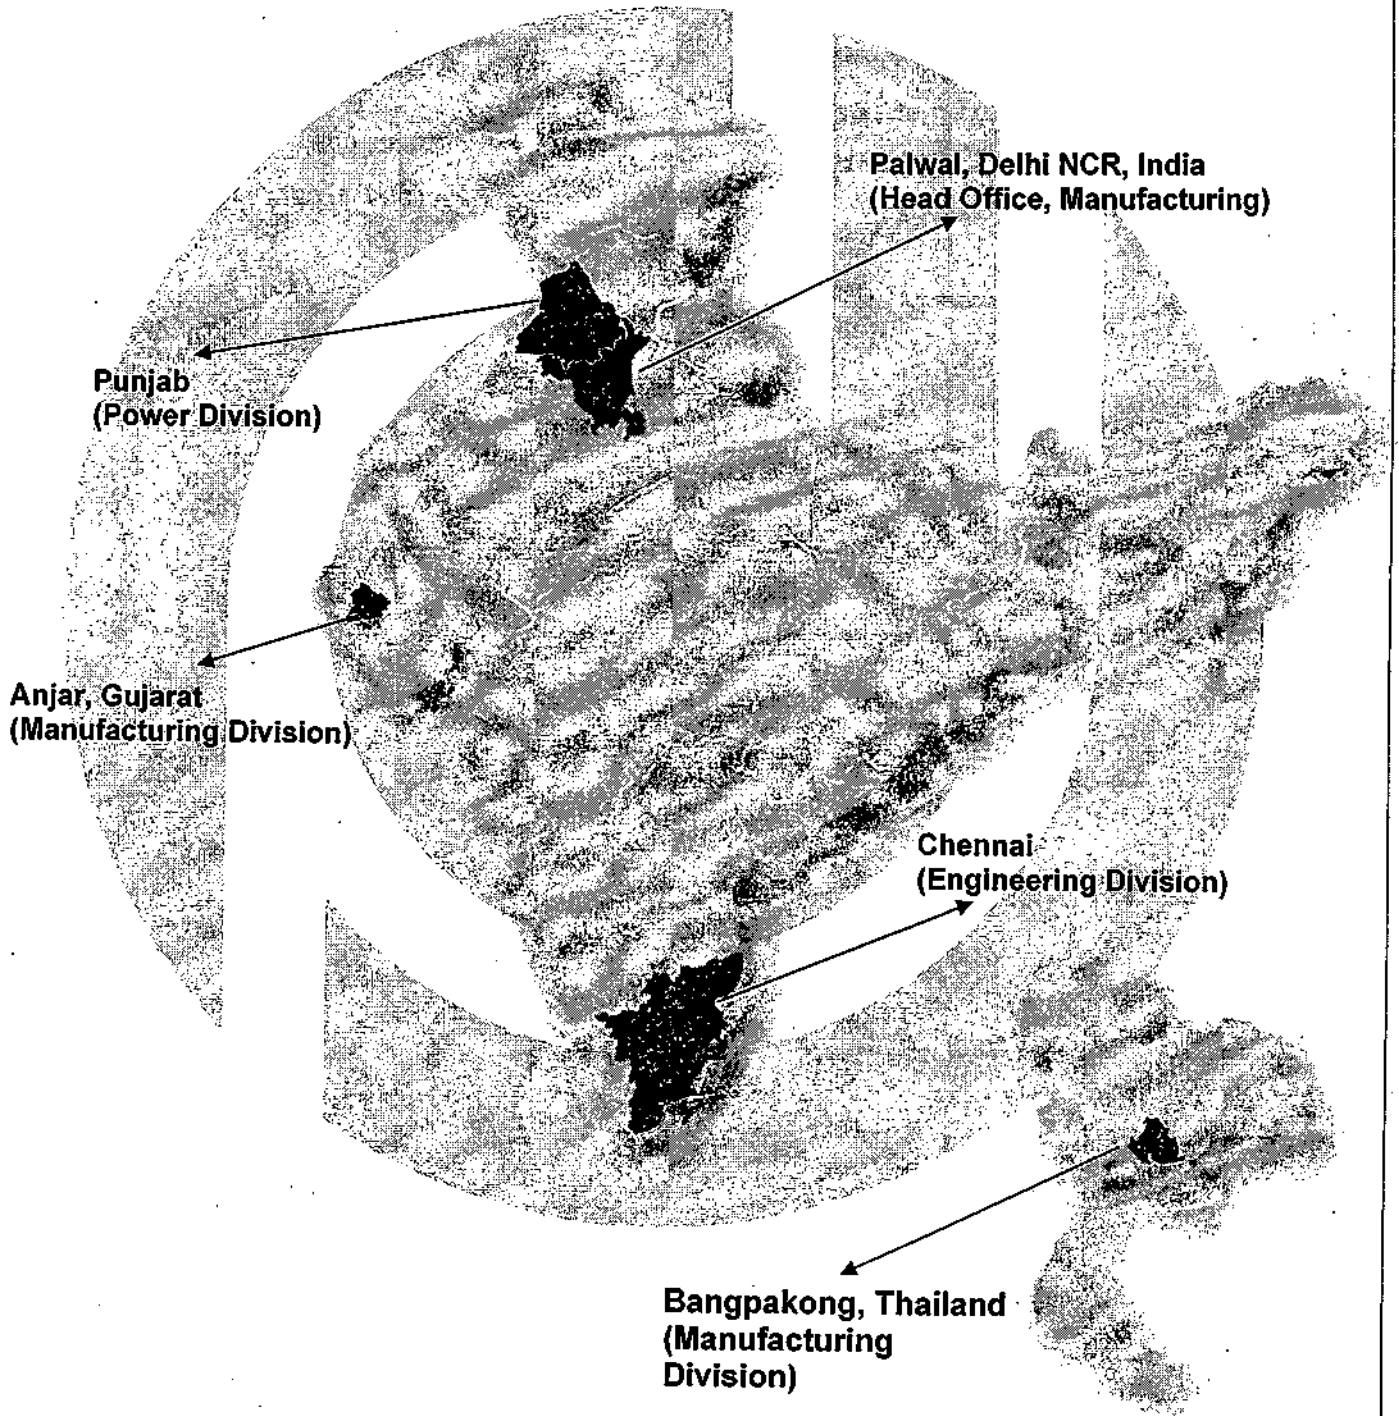 Palwal, Delhi NCR, India
(Head Office, Manufacturing)
Punjab
(Power Division)
Anjar, Gujarat
(Manufacturing Division)
Chennai
(Engineering Division)
Bangpakong, Thailand
(Manufacturing
Division)